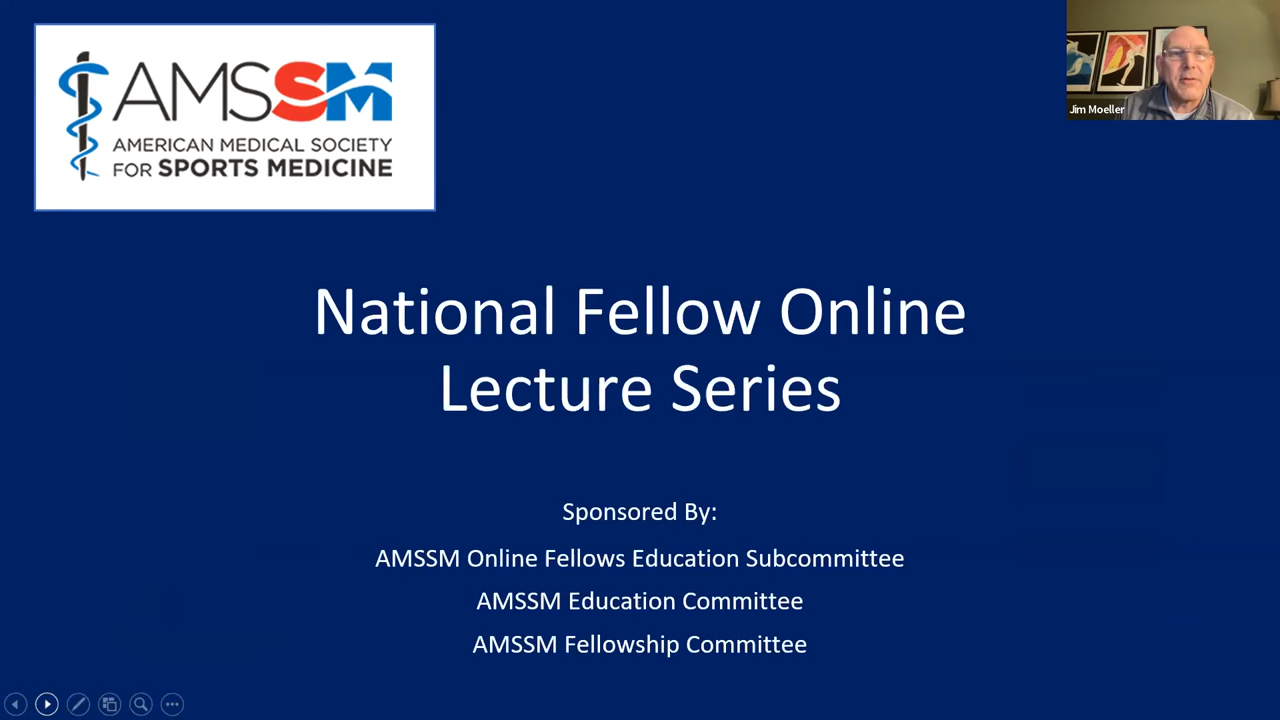 AMSSM
AMERICAN MEDICAL SOCIETY
FOR SPORTS MEDICINE
Jim Moeller
National Fellow Online
Lecture Series
Sponsored By:
AMSSM Online Fellows Education Subcommittee
AMSSM Education Committee
AMSSM Fellowship Committee